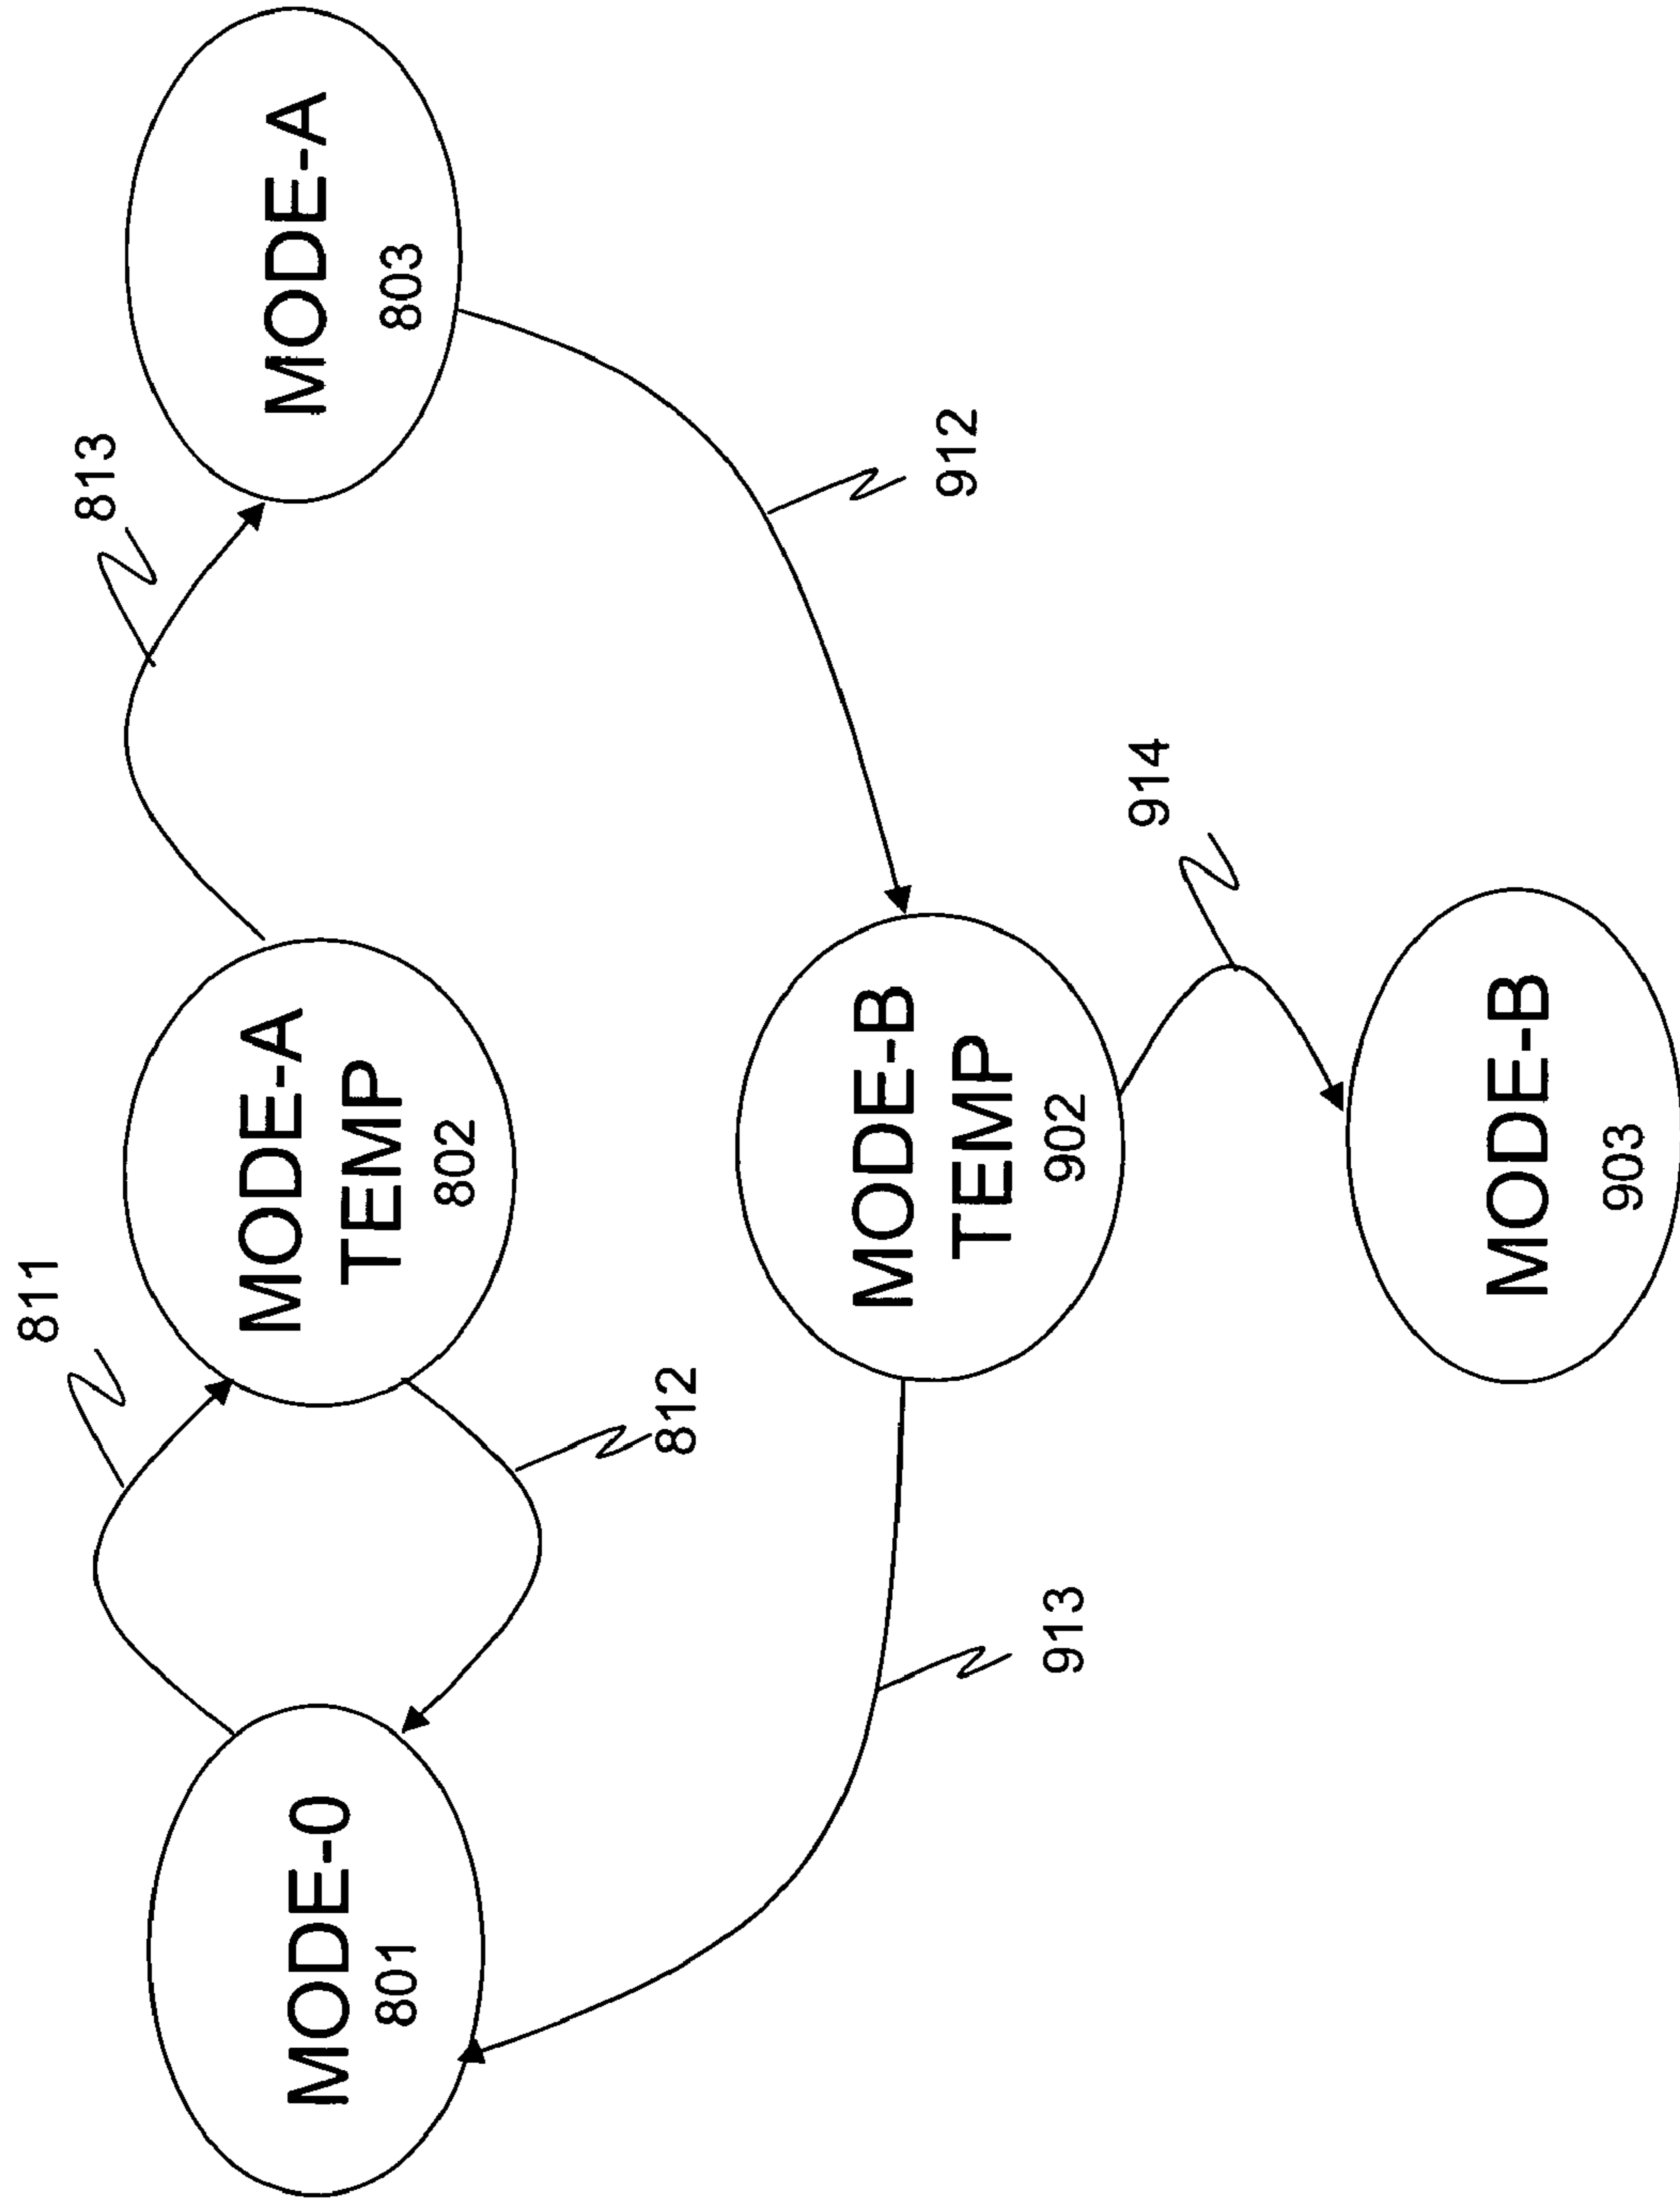 811
813
MODE-0
801
MODE-A
TEMP
802
MODE-A
803
812
912
913
MODE-B
TEMP
902
914
MODE-B
903